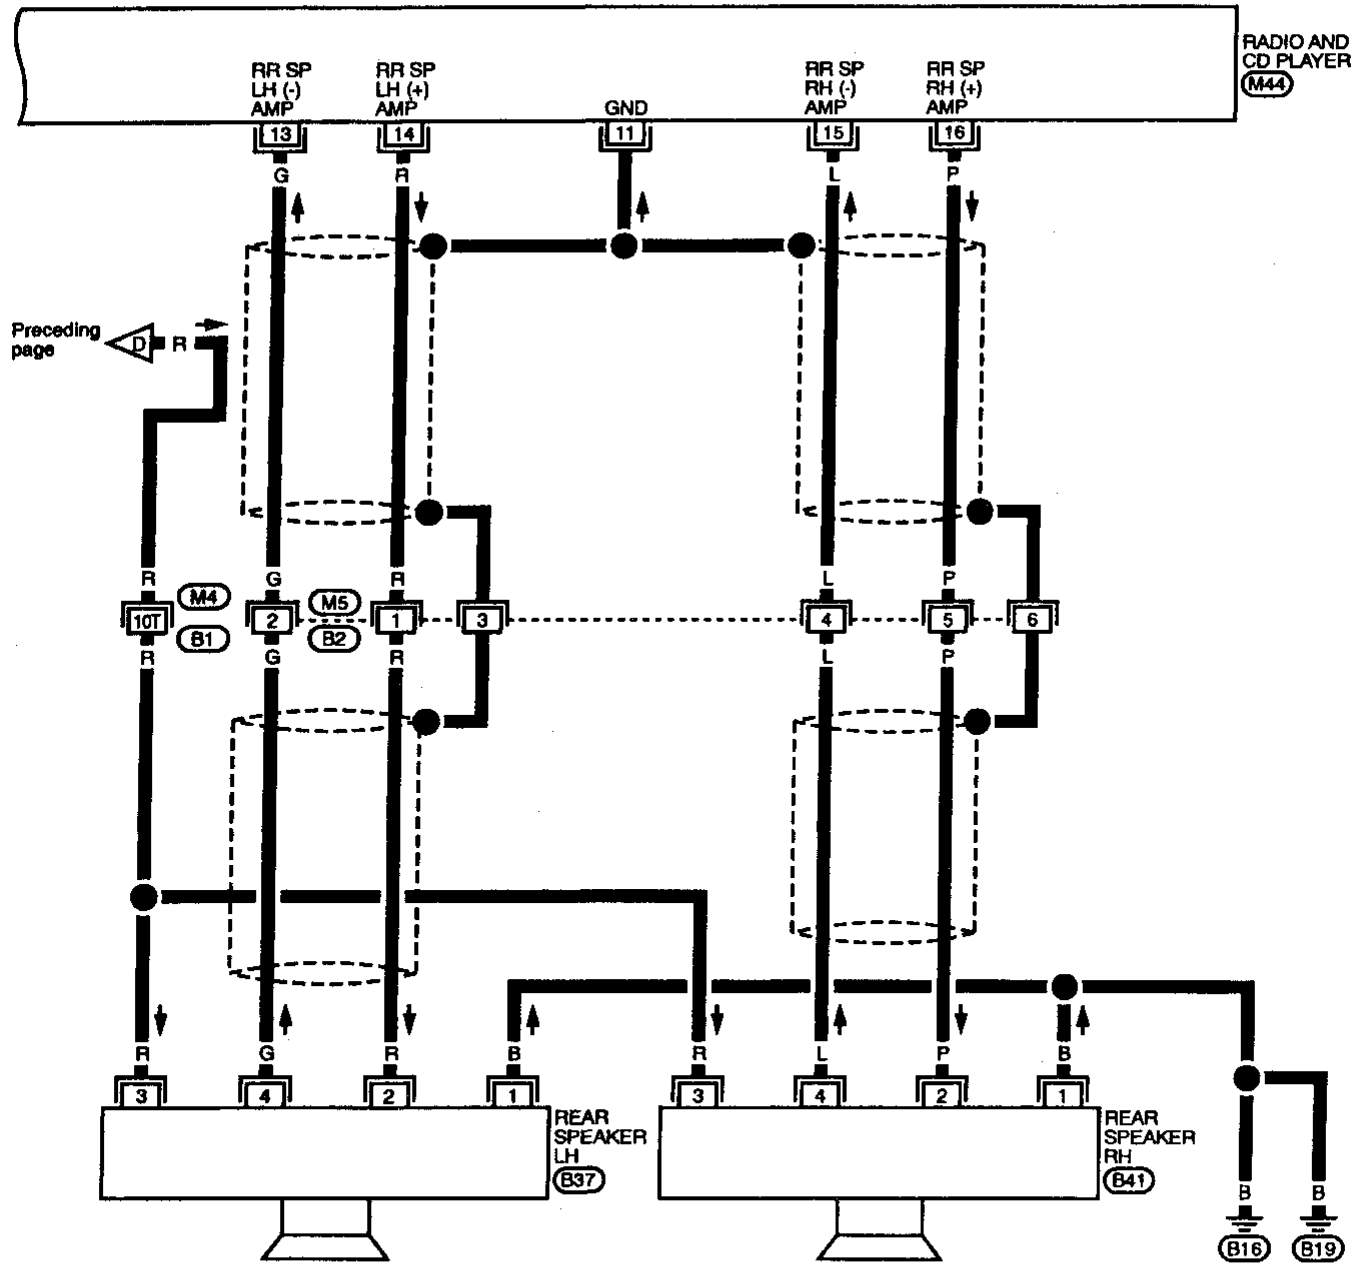 RADIO AND
CD PLAYER
M44
RR SP
LH (-)
AMP
RR SP
LH (+)
AMP
GND
RR SP
RH (-)
AMP
RR SP
RH (+)
AMP
13
14
11
15
16
G
R
L
P
Preceding
page
D
R
R
G
R
L
P
M4
M5
10T
2
1
3
4
5
6
B1
B2
R
G
R
L
P
R
G
R
B
R
L
P
B
3
4
2
1
3
4
2
1
REAR
SPEAKER
LH
B37
REAR
SPEAKER
RH
B41
B
B
B16
B19